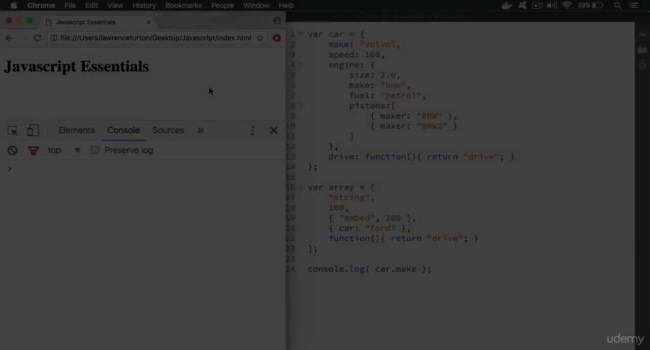 Chrome File Edit View History Bookmarks People Window Help 29%
Javascript Essentials
file:///Users/lawrenceturton/Desktop/Javascript/index.html
Javascript Essentials
Elements Console Sources »
top Preserve log
>
1 var car = {
2 make: "volvo",
3 speed: 160,
4 engine: {
5 size: 2.0,
6 make: "bmw",
7 fuel: "petrol",
8 pistons:[
9 { maker: "BMW" },
10 { maker: "BMW2" }
11 ]
12 },
13 drive: function(){ return "drive"; }
14 };
15
16 var array = [
17 "string",
18 100,
19 [ "embed", 200 ],
20 { car: "ford" },
21 function(){ return "drive"; }
22 ];
23
24 console.log( car.make );
udemy